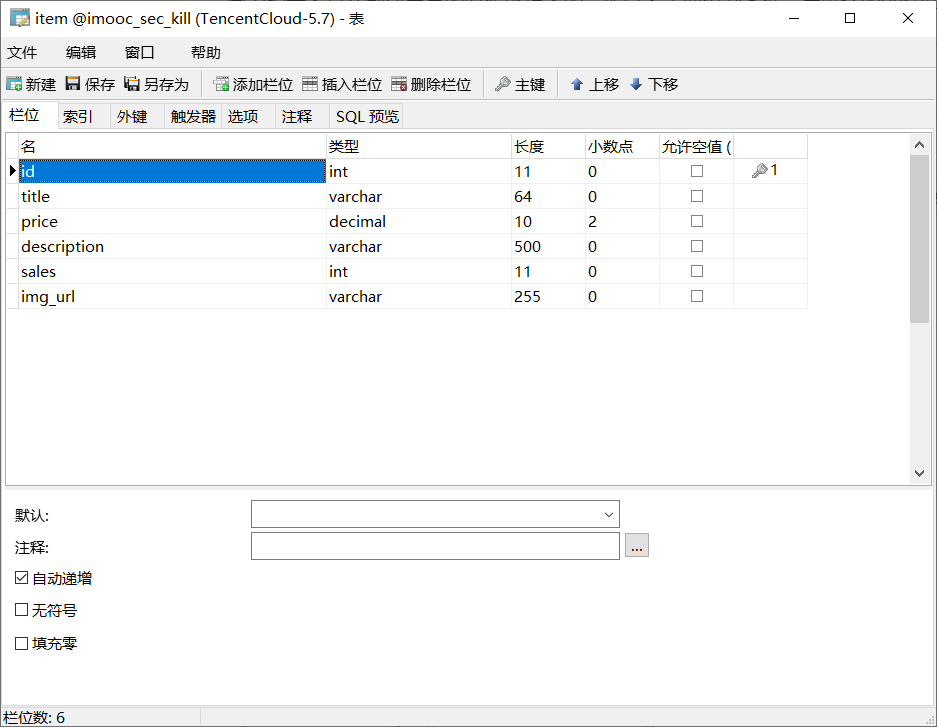 item @imooc_sec_kill (TencentCloud-5.7) - 表
文件 编辑 窗口 帮助
新建 保存 另存为 添加栏位 插入栏位 删除栏位 主键 上移 下移
栏位 索引 外键 触发器 选项 注释 SQL 预览
名 类型 长度 小数点 允许空值 (
id int 11 0 1
title varchar 64 0
price decimal 10 2
description varchar 500 0
sales int 11 0
img_url varchar 255 0
默认:
注释: ...
自动递增
无符号
填充零
栏位数: 6